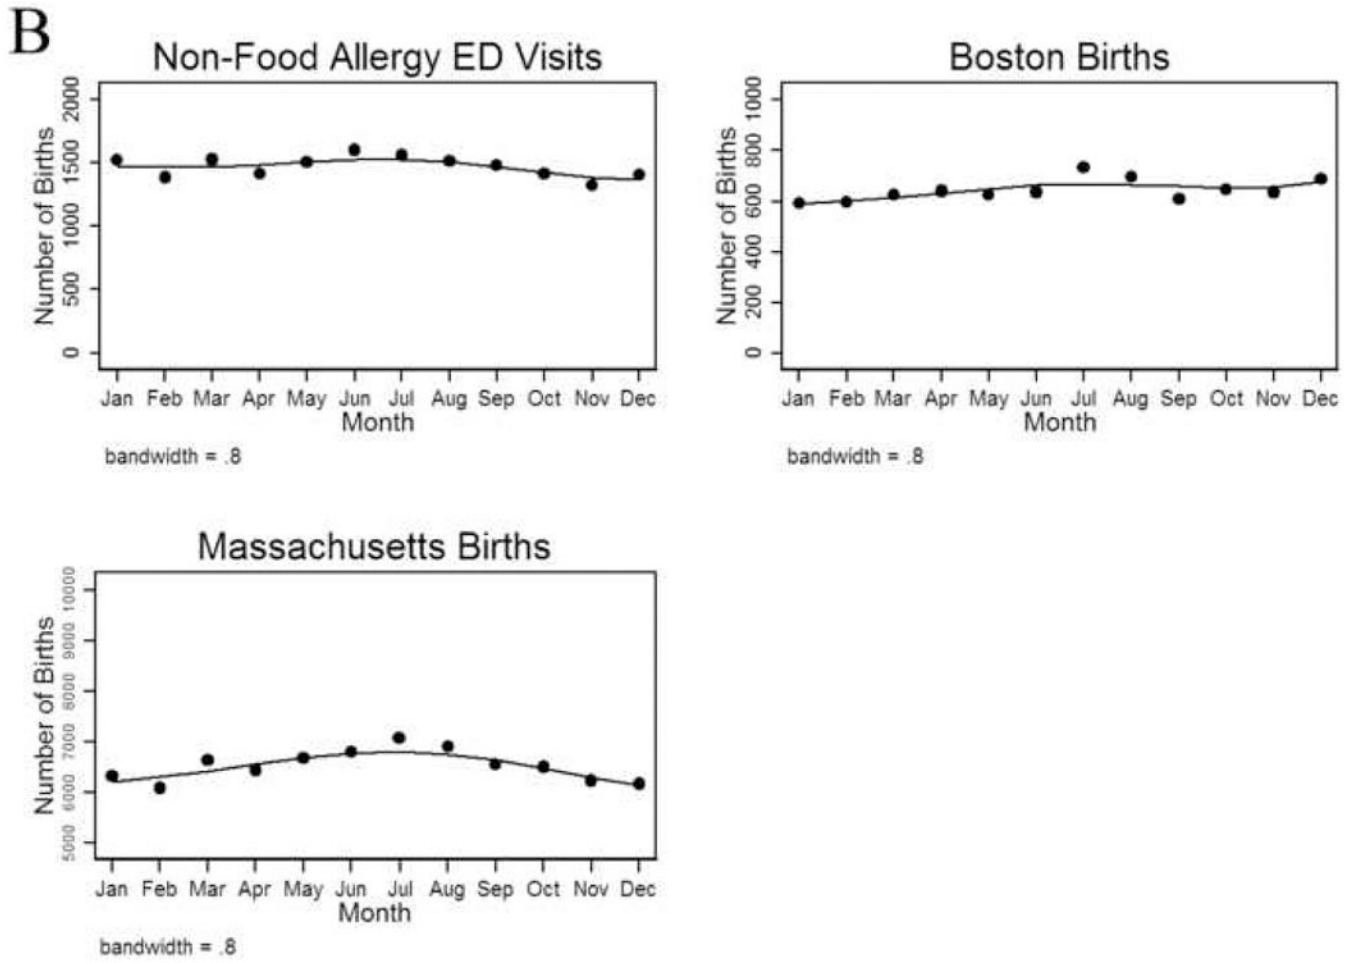 B
Non-Food Allergy ED Visits
Number of Births
2000
1500
1000
500
0
Jan Feb Mar Apr May Jun Jul Aug Sep Oct Nov Dec
Month
bandwidth = .8
Boston Births
Number of Births
1000
800
600
400
200
0
Jan Feb Mar Apr May Jun Jul Aug Sep Oct Nov Dec
Month
bandwidth = .8
Massachusetts Births
Number of Births
10000
9000
8000
7000
6000
5000
Jan Feb Mar Apr May Jun Jul Aug Sep Oct Nov Dec
Month
bandwidth = .8